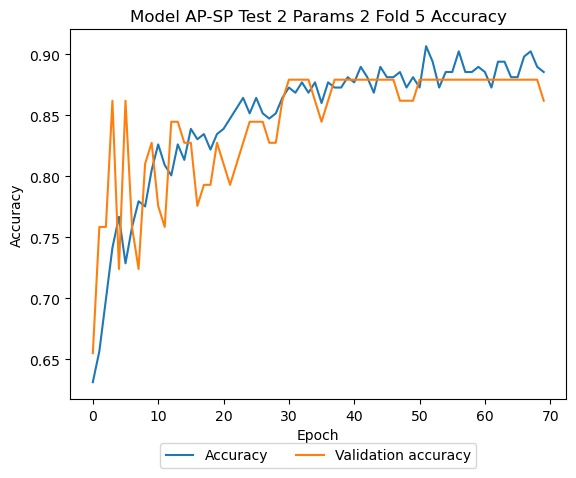 Model AP-SP Test 2 Params 2 Fold 5 Accuracy
0.90
0.85
0.80
0.75
0.70
0.65
Accuracy
0 10 20 30 40 50 60 70
Epoch
Accuracy Validation accuracy